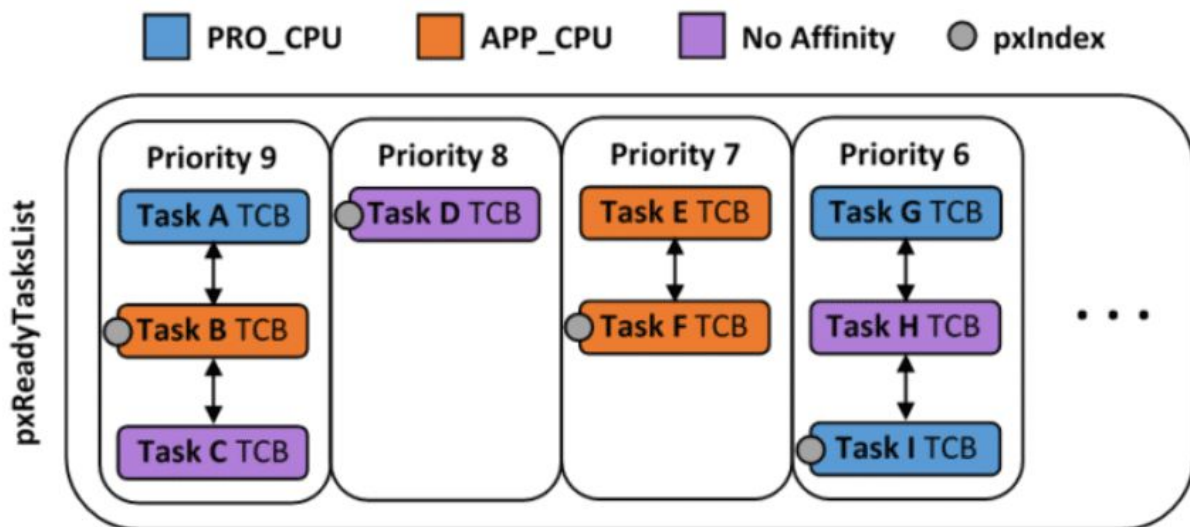 PRO_CPU APP_CPU No Affinity pxIndex
pxReadyTasksList
Priority 9 Priority 8 Priority 7 Priority 6
Task A TCB Task D TCB Task E TCB Task G TCB
Task B TCB Task F TCB Task H TCB
Task C TCB Task I TCB
. . .